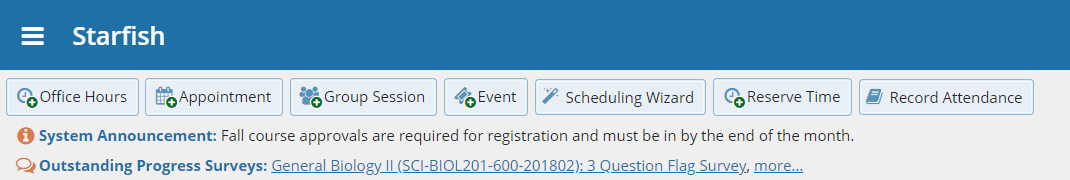 Starfish
Office Hours Appointment Group Session Event Scheduling Wizard Reserve Time Record Attendance
System Announcement: Fall course approvals are required for registration and must be in by the end of the month.
Outstanding Progress Surveys: General Biology II (SCI-BIOL201-600-201802): 3 Question Flag Survey, more...